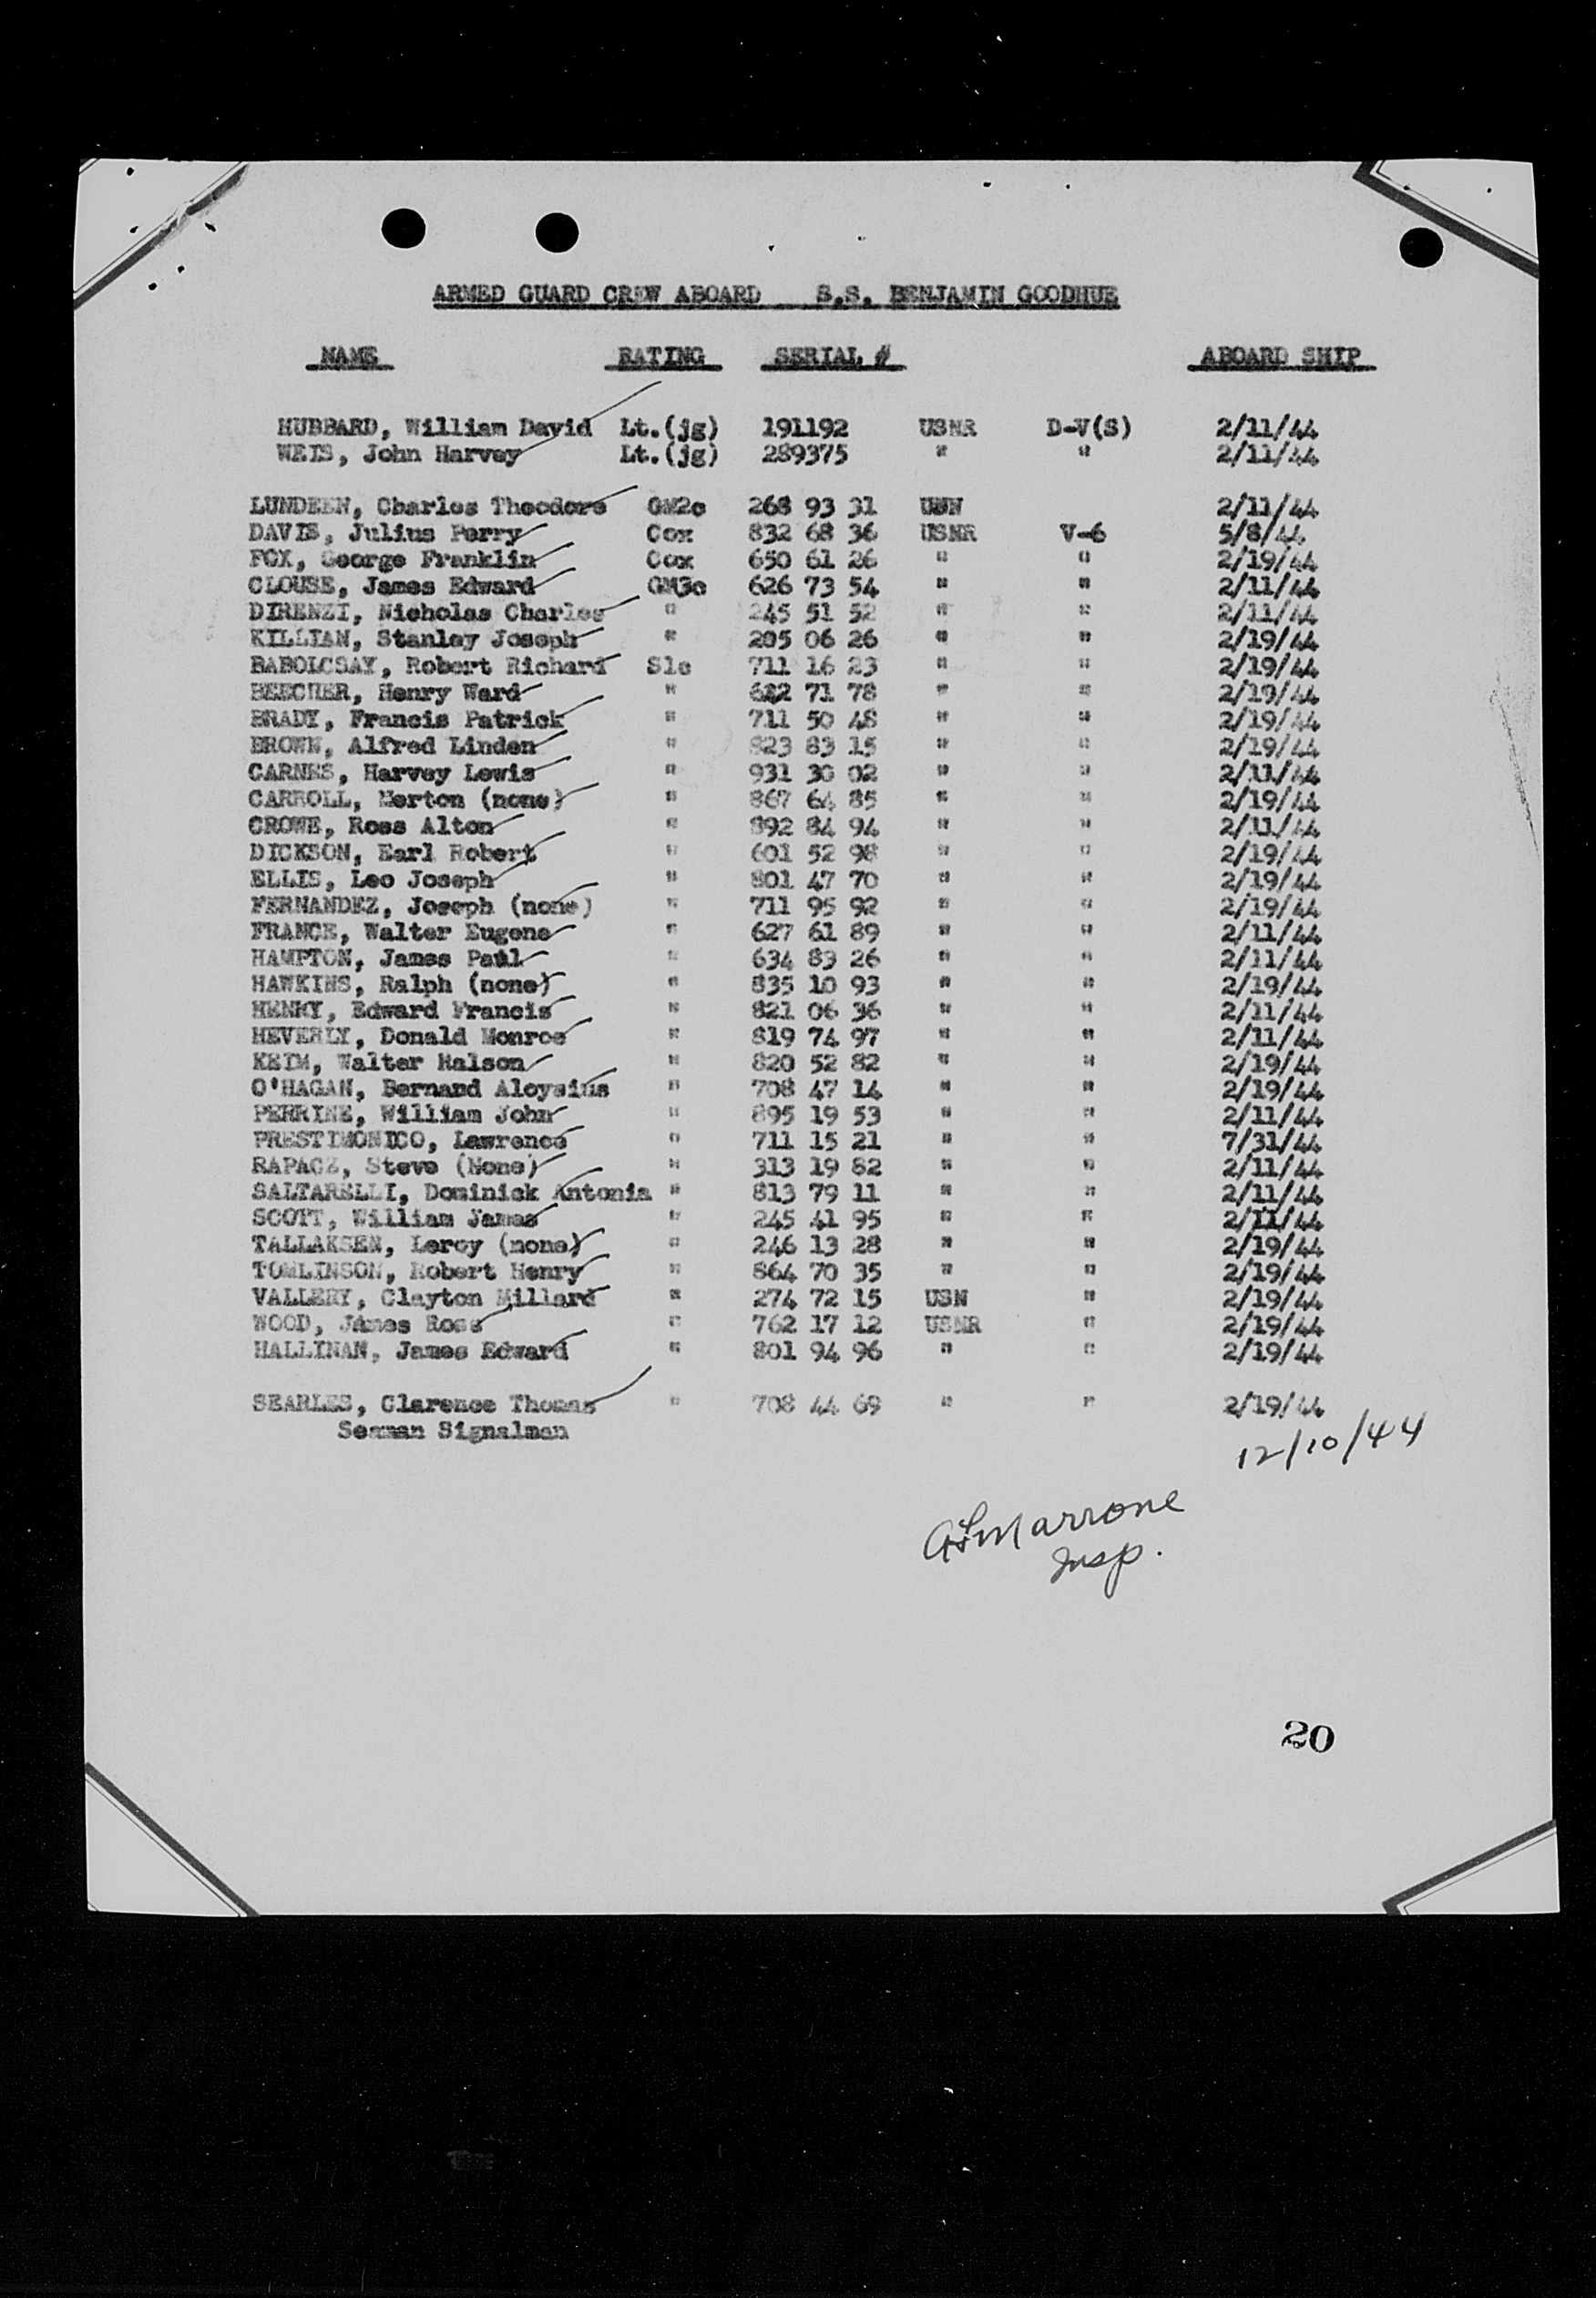 ARMED GUARD CREW ABOARD S.S. BENJAMIN GOODHUE
NAME RATING SERIAL # ABOARD SHIP
HUBBARD, William David Lt.(jg) 191192 USNR D-V(S) 2/11/44
WEIS, John Harvey Lt.(jg) 289375 " " 2/11/44
LUNDEEN, Charles Theodore GM2c 268 93 31 USN 2/11/44
DAVIS, Julius Perry Cox 832 68 36 USNR V-6 5/8/44
FOX, George Franklin Cox 650 61 26 " " 2/19/44
CLOUSE, James Edward GM3c 626 73 54 " " 2/11/44
DIRENZI, Nicholas Charles " 245 51 52 " " 2/11/44
KILLIAN, Stanley Joseph " 205 06 26 " " 2/19/44
BABOLCSAY, Robert Richard S1c 711 16 23 " " 2/19/44
BEECHER, Henry Ward " 71 78 " " 2/19/44
BRADY, Francis Patrick " 711 50 48 " " 2/19/44
BROWN, Alfred Linden " 823 83 15 " " 2/19/44
CARNES, Harvey Lewis " 931 30 02 " " 2/11/44
CARROLL, Merton (none) " 867 64 85 " " 2/19/44
CROWE, Ross Alton " 892 84 94 " " 2/11/44
DICKSON, Earl Robert " 601 52 98 " " 2/19/44
ELLIS, Leo Joseph " 801 47 70 " " 2/19/44
FERNANDEZ, Joseph (none) " 711 95 92 " " 2/19/44
FRANCE, Walter Eugene " 627 61 89 " " 2/11/44
HAMPTON, James Paul " 634 83 26 " " 2/11/44
HAWKINS, Ralph (none) " 835 10 93 " " 2/19/44
HENRY, Edward Francis " 821 06 36 " " 2/11/44
HEVERLY, Donald Monroe " 819 74 97 " " 2/11/44
KEIM, Walter Halson " 820 52 82 " " 2/19/44
O'HAGAN, Bernard Aloysius " 708 47 14 " " 2/19/44
PERRINE, William John " 895 19 53 " " 2/11/44
PRESTIMONICO, Lawrence " 711 15 21 " " 7/31/44
RAPACZ, Steve (None) " 313 19 82 " " 2/11/44
SALTARELLI, Dominick Antonia " 813 79 11 " " 2/11/44
SCOTT, William James " 245 41 95 " " 2/11/44
TALLAKSEN, Leroy (none) " 246 13 28 " " 2/19/44
TOMLINSON, Robert Henry " 864 70 35 " " 2/19/44
VALLERY, Clayton Millard " 274 72 15 USN " 2/19/44
WOOD, James Ross " 762 17 12 USNR " 2/19/44
HALLINAN, James Edward " 801 94 96 " " 2/19/44
SEARLES, Clarence Thomas " 708 44 69 " " 2/19/44
Seaman Signalman
12/10/44
Marrone
Insp.
20